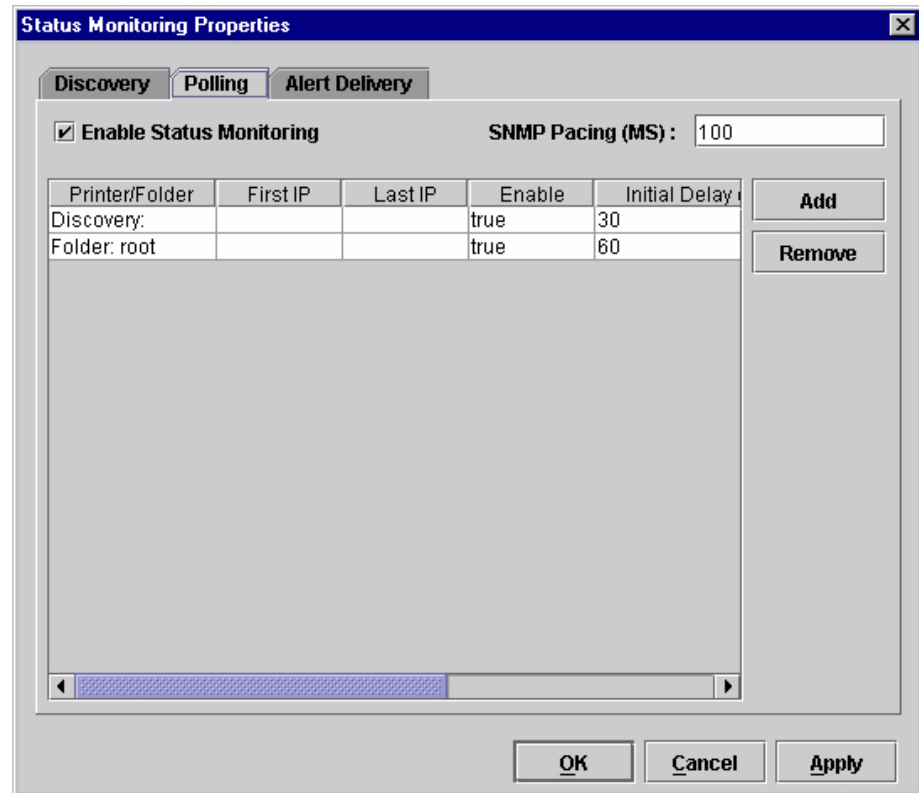 Status Monitoring Properties
Discovery Polling Alert Delivery
Enable Status Monitoring SNMP Pacing (MS) : 100
Printer/Folder First IP Last IP Enable Initial Delay
Discovery: true 30
Folder: root true 60
Add
Remove
OK Cancel Apply